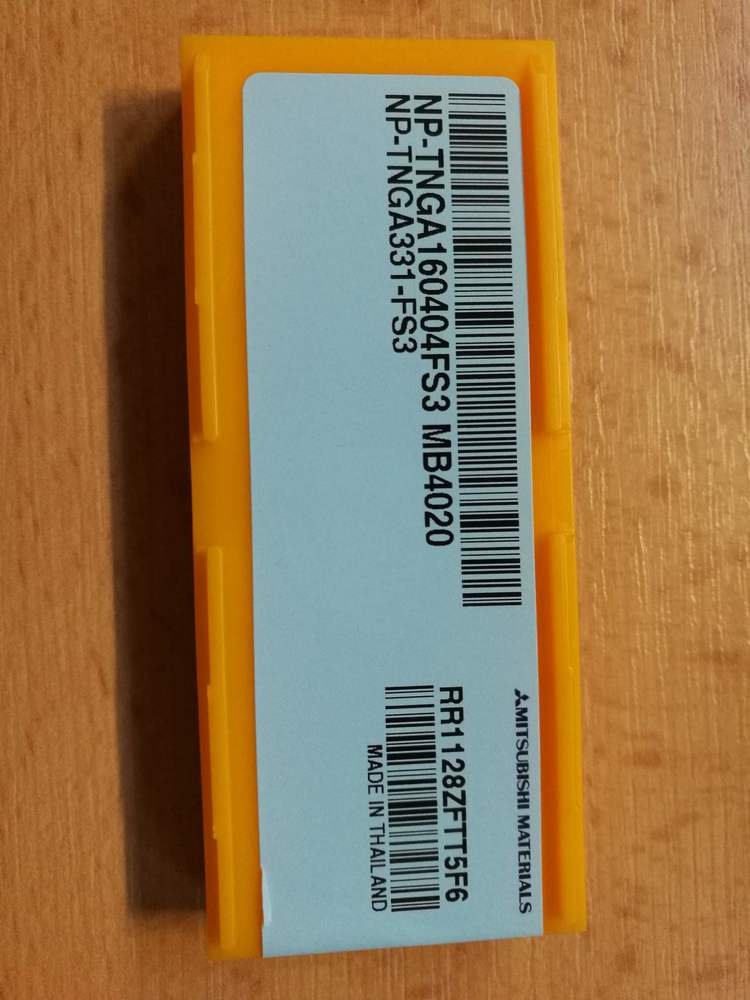 NP-TNGA160404FS3 MB4020
NP-TNGA331-FS3
MITSUBISHI MATERIALS
RR1128ZFTT5F6
MADE IN THAILAND